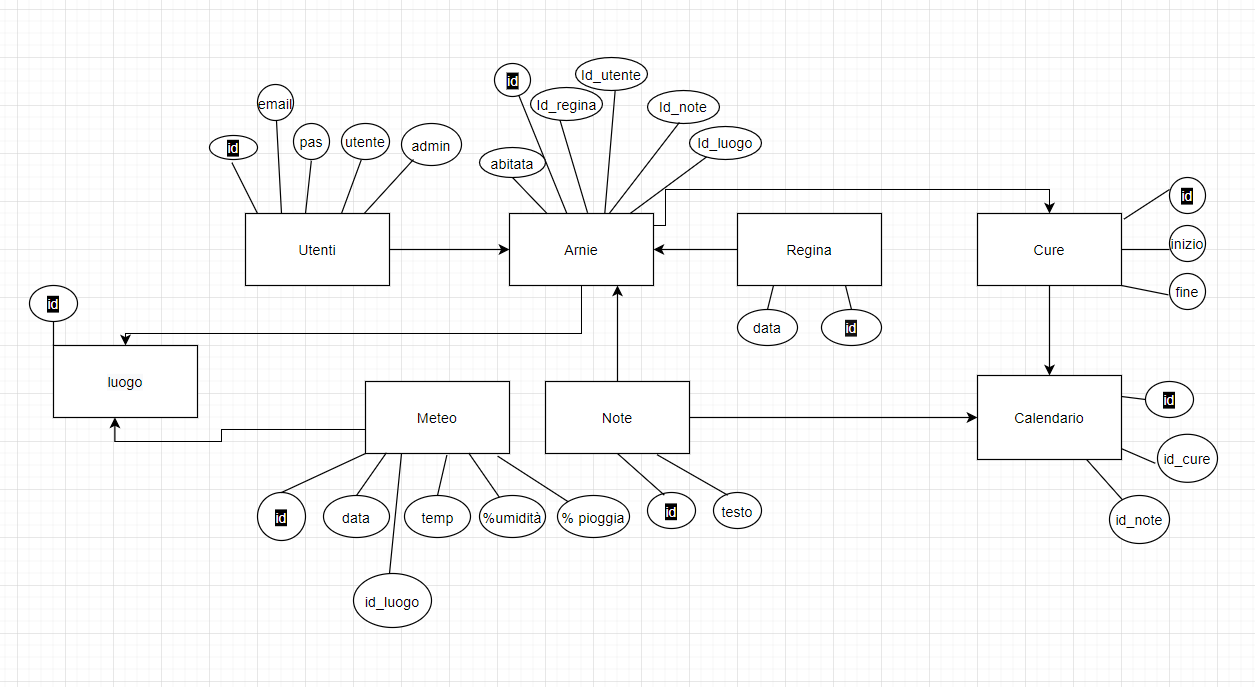 id
Id_utente
email
Id_regina
Id_note
id
pas
utente
admin
abitata
Id_luogo
id
Utenti
Arnie
Regina
Cure
inizio
fine
id
data
id
luogo
Meteo
Note
Calendario
id
id_cure
id
data
temp
%umidità
% pioggia
id
testo
id_note
id_luogo